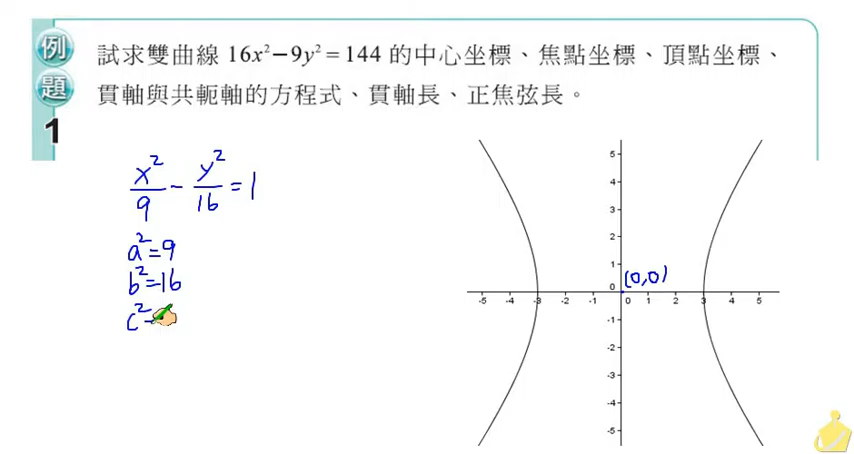 例題1
試求雙曲線 16x²－9y²＝144 的中心坐標、焦點坐標、頂點坐標、
貫軸與共軛軸的方程式、貫軸長、正焦弦長。
x²/9 − y²/16 = 1
a²=9
b²=16
c²=
5
4
3
2
1
0
(0,0)
-5 -4 -3 -2 -1 0 1 2 3 4 5
-1
-2
-3
-4
-5